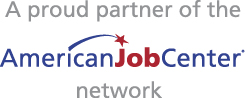 A proud partner of the
AmericanJobCenter®
network